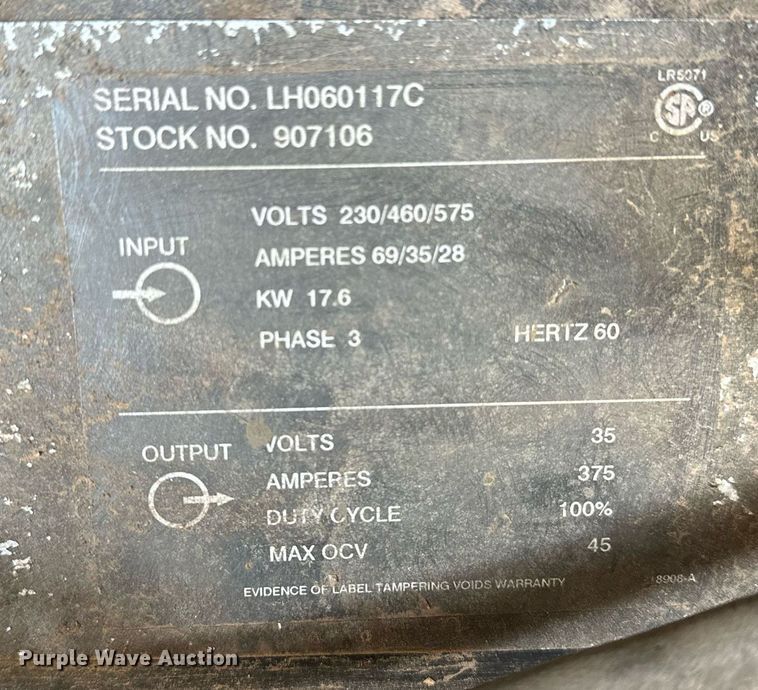 LR5071
SERIAL NO. LH060117C
SP ®
STOCK NO. 907106
C US
VOLTS 230/460/575
INPUT
AMPERES 69/35/28
KW 17.6
PHASE 3 HERTZ 60
OUTPUT
VOLTS 35
AMPERES 375
DUTY CYCLE 100%
MAX OCV 45
EVIDENCE OF LABEL TAMPERING VOIDS WARRANTY
Purple Wave Auction